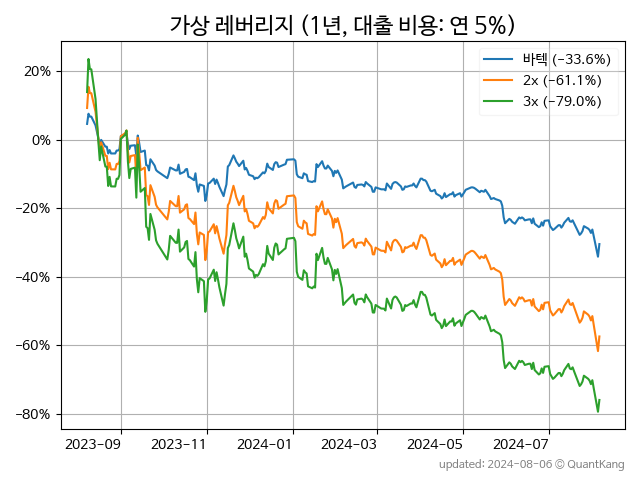 가상 레버리지 (1년, 대출 비용: 연 5%)
바텍 (−33.6%)
2x (−61.1%)
3x (−79.0%)
20%
0%
−20%
−40%
−60%
−80%
2023-09
2023-11
2024-01
2024-03
2024-05
2024-07
updated: 2024-08-06 © QuantKang